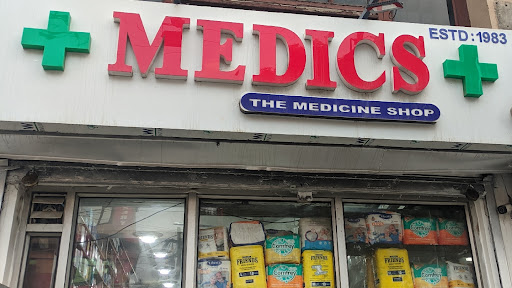 MEDICS
ESTD : 1983
THE MEDICINE SHOP
FRIENDS
FRIENDS